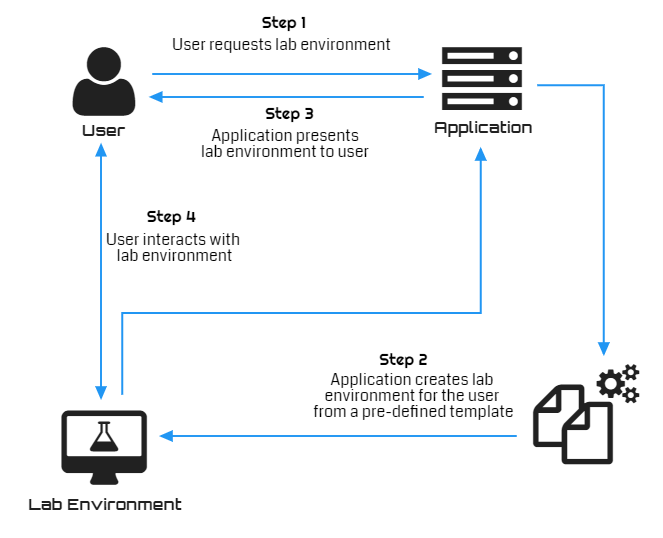 Step 1
User requests lab environment
User
Application
Step 3
Application presents
lab environment to user
Step 4
User interacts with
lab environment
Step 2
Application creates lab
environment for the user
from a pre-defined template
Lab Environment